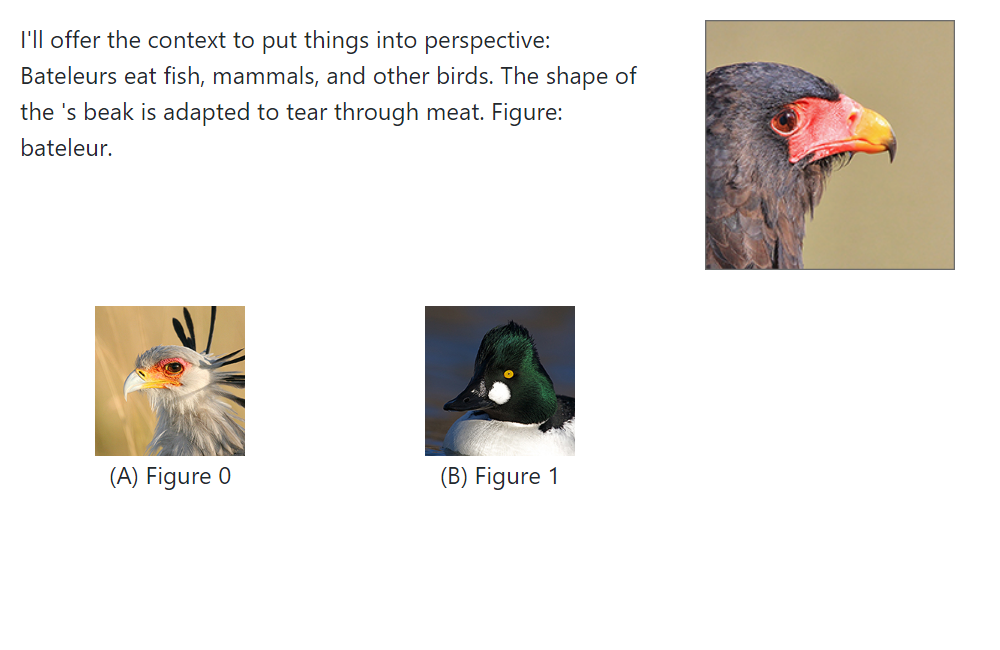 I'll offer the context to put things into perspective:
Bateleurs eat fish, mammals, and other birds. The shape of
the 's beak is adapted to tear through meat. Figure:
bateleur.
(A) Figure 0
(B) Figure 1